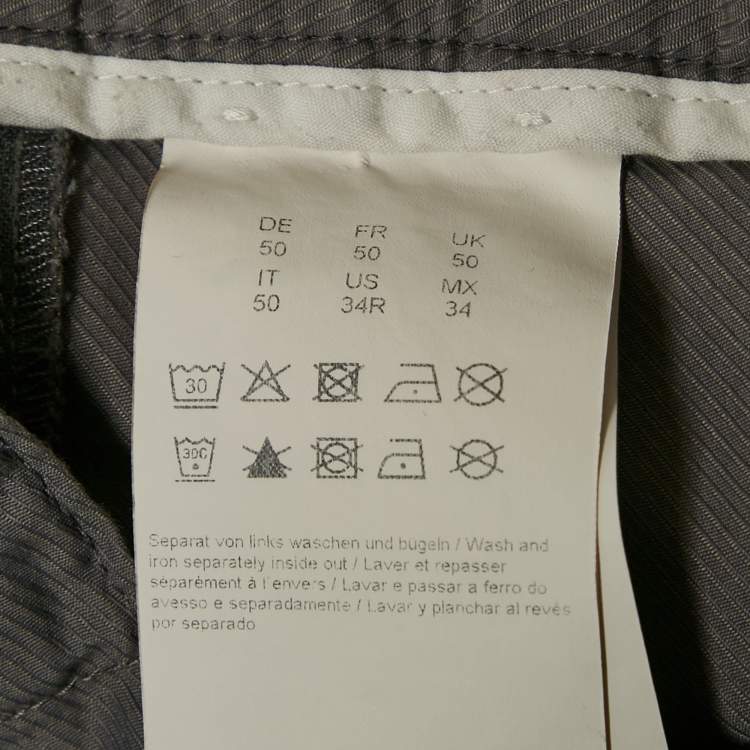 DE FR UK
50 50 50
IT US MX
50 34R 34
30
30C
Separat von links waschen und bügeln / Wash and
iron separately inside out / Laver et repasser
séparément à l'envers / Lavar e passar a ferro do
avesso e separadamente / Lavar y planchar al revés
por separado